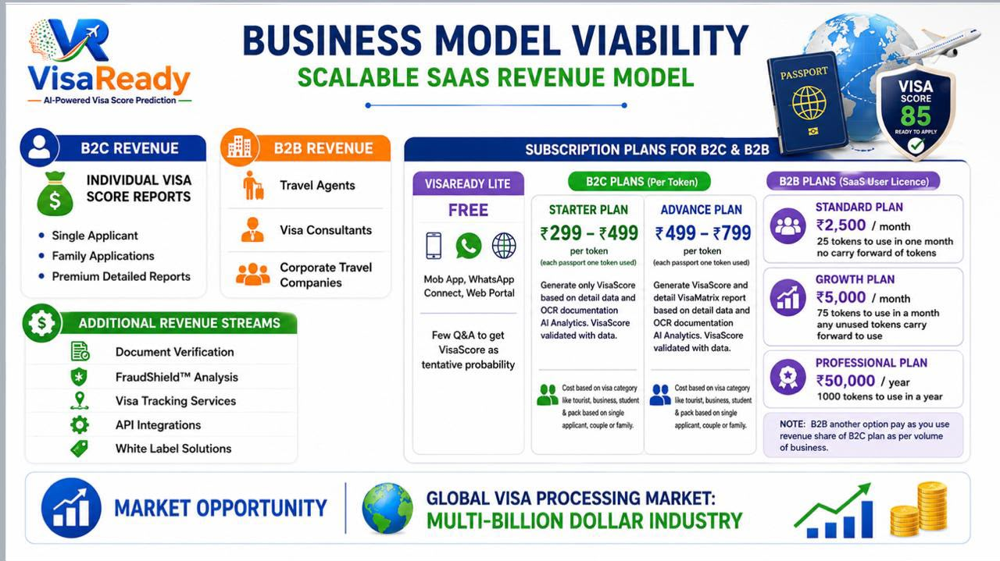 VR
VisaReady
AI-Powered Visa Score Prediction
BUSINESS MODEL VIABILITY
SCALABLE SAAS REVENUE MODEL
PASSPORT
VISA
SCORE
85
READY TO APPLY
B2C REVENUE
INDIVIDUAL VISA
SCORE REPORTS
Single Applicant
Family Applications
Premium Detailed Reports
B2B REVENUE
Travel Agents
Visa Consultants
Corporate Travel
Companies
ADDITIONAL REVENUE STREAMS
Document Verification
FraudShield™ Analysis
Visa Tracking Services
API Integrations
White Label Solutions
SUBSCRIPTION PLANS FOR B2C & B2B
VISAREADY LITE
FREE
Mob App, WhatsApp
Connect, Web Portal
Few Q&A to get
VisaScore as
tentative probability
B2C PLANS (Per Token)
STARTER PLAN
₹299 – ₹499
per token
(each passport one token used)
Generate only VisaScore
based on detail data and
OCR documentation
AI Analytics. VisaScore
validated with data.
Cost based on visa category
like tourist, business, student
& pack based on single
applicant, couple or family.
ADVANCE PLAN
₹499 – ₹799
per token
(each passport one token used)
Generate VisaScore and
detail VisaMatrix report
based on detail data and
OCR documentation
AI Analytics. VisaScore
validated with data.
Cost based on visa category
like tourist, business, student
& pack based on single
applicant, couple or family.
B2B PLANS (SaaS User Licence)
STANDARD PLAN
₹2,500 / month
25 tokens to use in one month
no carry forward of tokens
GROWTH PLAN
₹5,000 / month
75 tokens to use in a month
any unused tokens carry
forward to use
PROFESSIONAL PLAN
₹50,000 / year
1000 tokens to use in a year
NOTE: B2B another option pay as you use
revenue share of B2C plan as per volume
of business.
MARKET OPPORTUNITY
GLOBAL VISA PROCESSING MARKET:
MULTI-BILLION DOLLAR INDUSTRY